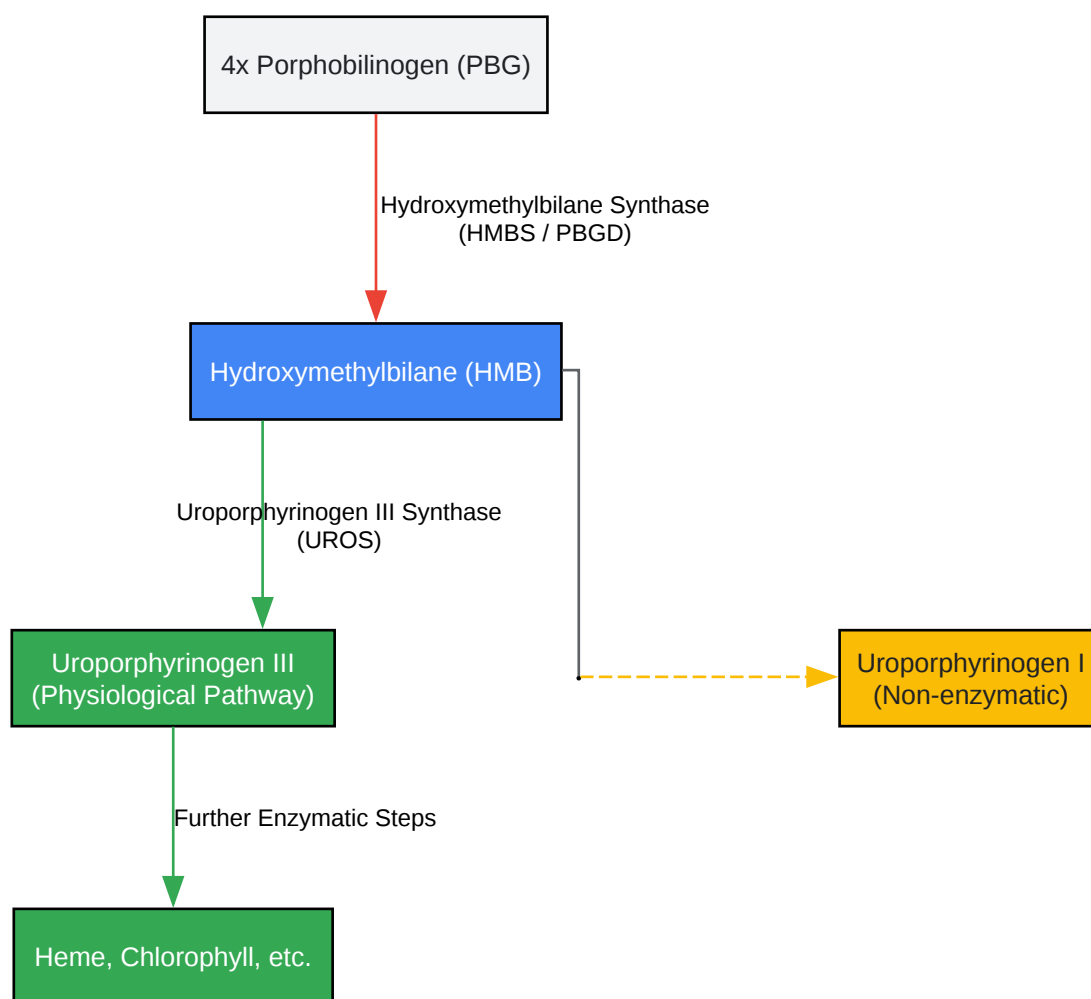 4x Porphobilinogen (PBG)
Hydroxymethylbilane Synthase
(HMBS / PBGD)
Hydroxymethylbilane (HMB)
Uroporphyrinogen III Synthase
(UROS)
Uroporphyrinogen III
(Physiological Pathway)
Uroporphyrinogen I
(Non-enzymatic)
Further Enzymatic Steps
Heme, Chlorophyll, etc.